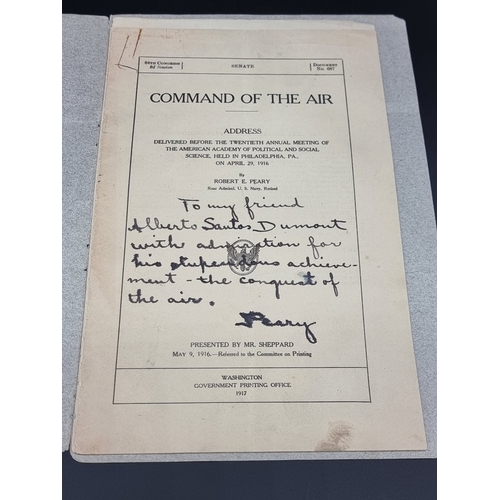 64TH CONGRESS
2d Session
SENATE
DOCUMENT
No. 687
COMMAND OF THE AIR
ADDRESS
DELIVERED BEFORE THE TWENTIETH ANNUAL MEETING OF
THE AMERICAN ACADEMY OF POLITICAL AND SOCIAL
SCIENCE, HELD IN PHILADELPHIA, PA.,
ON APRIL 29, 1916
By
ROBERT E. PEARY
Rear Admiral, U. S. Navy, Retired
To my friend
Alberto Santos Dumont
with admiration for
his stupendous achieve-
ment - the conquest of
the air.
Peary
PRESENTED BY MR. SHEPPARD
MAY 9, 1916.—Referred to the Committee on Printing
WASHINGTON
GOVERNMENT PRINTING OFFICE
1917